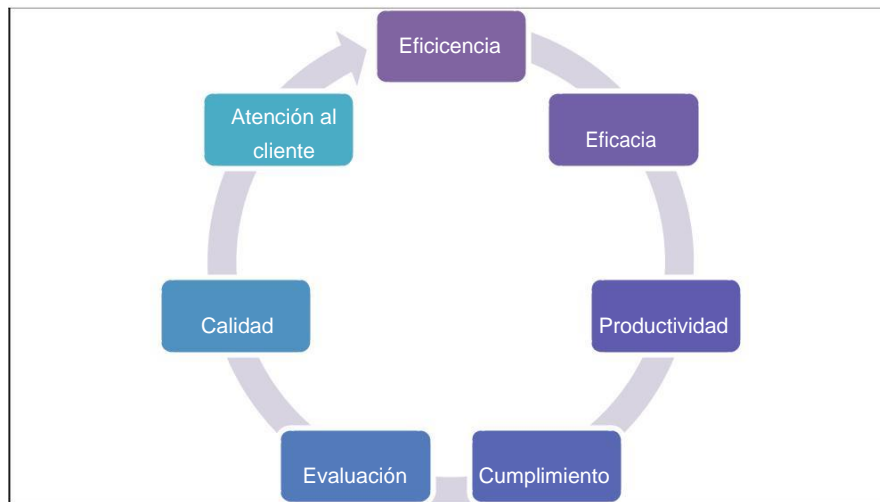 Eficicencia
Eficacia
Productividad
Cumplimiento
Evaluación
Calidad
Atención al
cliente